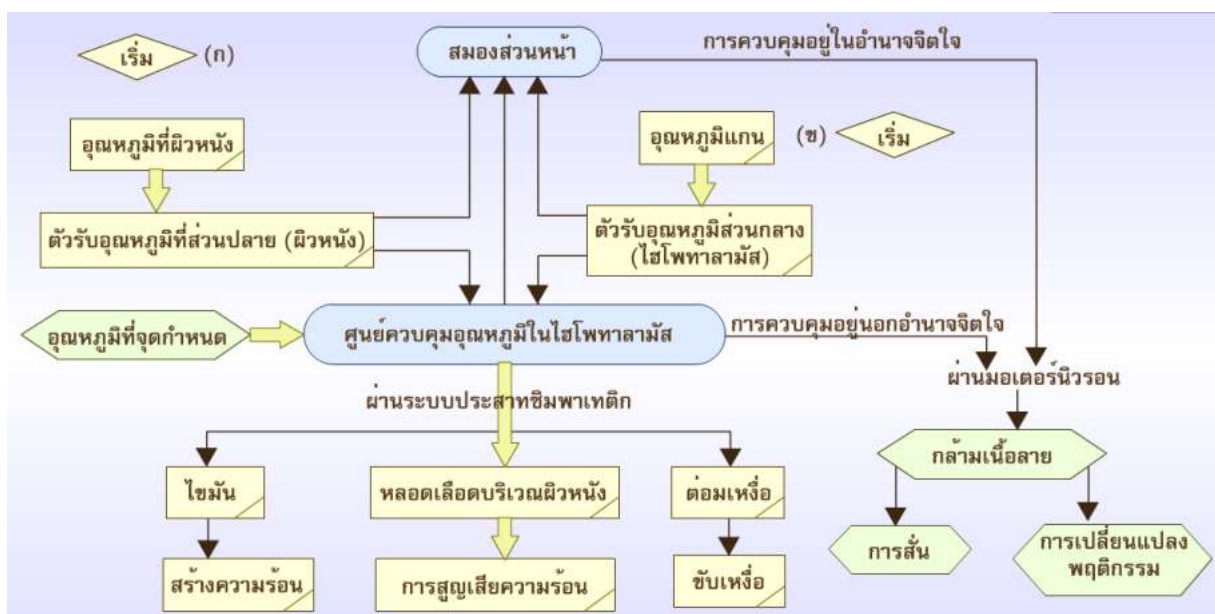 เริ่ม (ก)
สมองส่วนหน้า
การควบคุมอยู่ในอำนาจจิตใจ
อุณหภูมิที่ผิวหนัง
อุณหภูมิแกน
(ข) เริ่ม
ตัวรับอุณหภูมิที่ส่วนปลาย (ผิวหนัง)
ตัวรับอุณหภูมิส่วนกลาง
(ไฮโพทาลามัส)
อุณหภูมิที่จุดกำหนด
ศูนย์ควบคุมอุณหภูมิในไฮโพทาลามัส
การควบคุมอยู่นอกอำนาจจิตใจ
ผ่านมอเตอร์นิวรอน
ผ่านระบบประสาทซิมพาเทติก
กล้ามเนื้อลาย
ไขมัน
หลอดเลือดบริเวณผิวหนัง
ต่อมเหงื่อ
การสั่น
การเปลี่ยนแปลง
พฤติกรรม
สร้างความร้อน
การสูญเสียความร้อน
ขับเหงื่อ